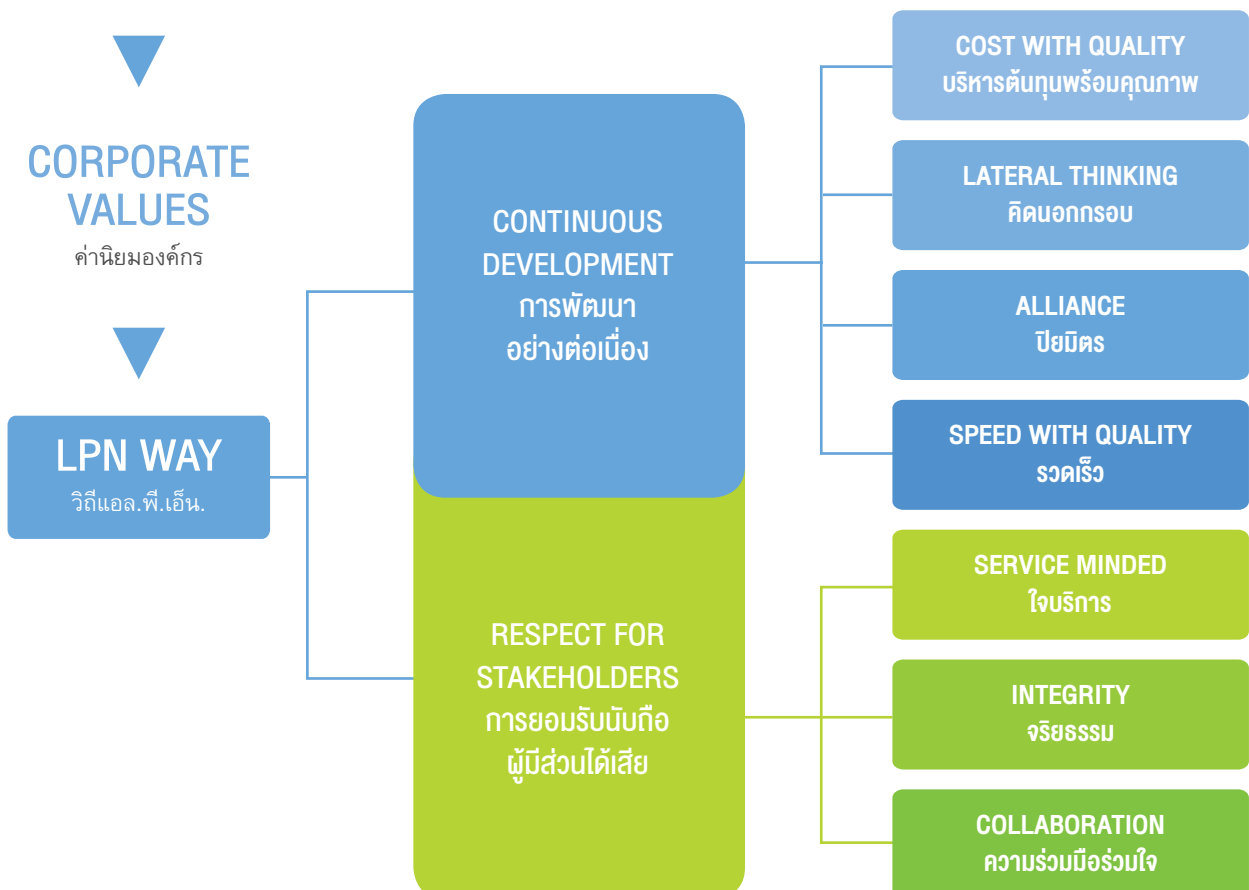 CORPORATE
VALUES
ค่านิยมองค์กร
LPN WAY
วิถีแอล.พี.เอ็น.
CONTINUOUS
DEVELOPMENT
การพัฒนา
อย่างต่อเนื่อง
RESPECT FOR
STAKEHOLDERS
การยอมรับนับถือ
ผู้มีส่วนได้เสีย
COST WITH QUALITY
บริหารต้นทุนพร้อมคุณภาพ
LATERAL THINKING
คิดนอกกรอบ
ALLIANCE
ปิยมิตร
SPEED WITH QUALITY
รวดเร็ว
SERVICE MINDED
ใจบริการ
INTEGRITY
จริยธรรม
COLLABORATION
ความร่วมมือร่วมใจ